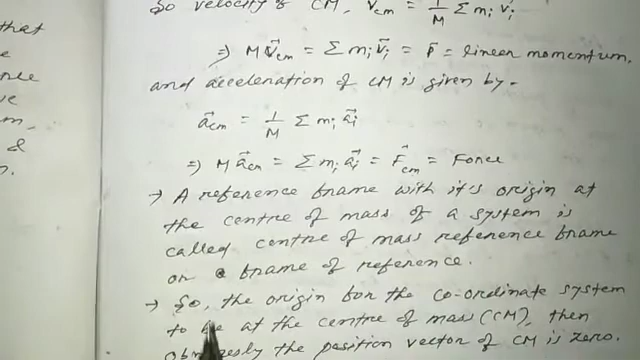 that
So velocity of CM, V⃗cm = 1/M Σ mi v⃗i
⇒ M V⃗cm = Σ mi v⃗i = P⃗ = linear momentum.
and acceleration of CM is given by-
a⃗cm = 1/M Σ mi a⃗i
⇒ M a⃗cm = Σ mi a⃗i = F⃗cm = Force
→ A reference frame with it's origin at
the centre of mass of a system is
called centre of mass reference frame
or frame of reference.
→ So, the origin for the co-ordinate system
to be at the centre of mass (CM), then
the position vector of CM is zero.